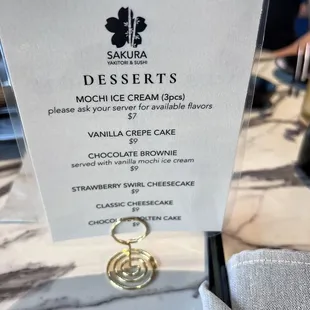 SAKURA
YAKITORI & SUSHI
DESSERTS
MOCHI ICE CREAM (3pcs)
please ask your server for available flavors
$7
VANILLA CREPE CAKE
$9
CHOCOLATE BROWNIE
served with vanilla mochi ice cream
$9
STRAWBERRY SWIRL CHEESECAKE
$9
CLASSIC CHEESECAKE
$9
CAKE
$9